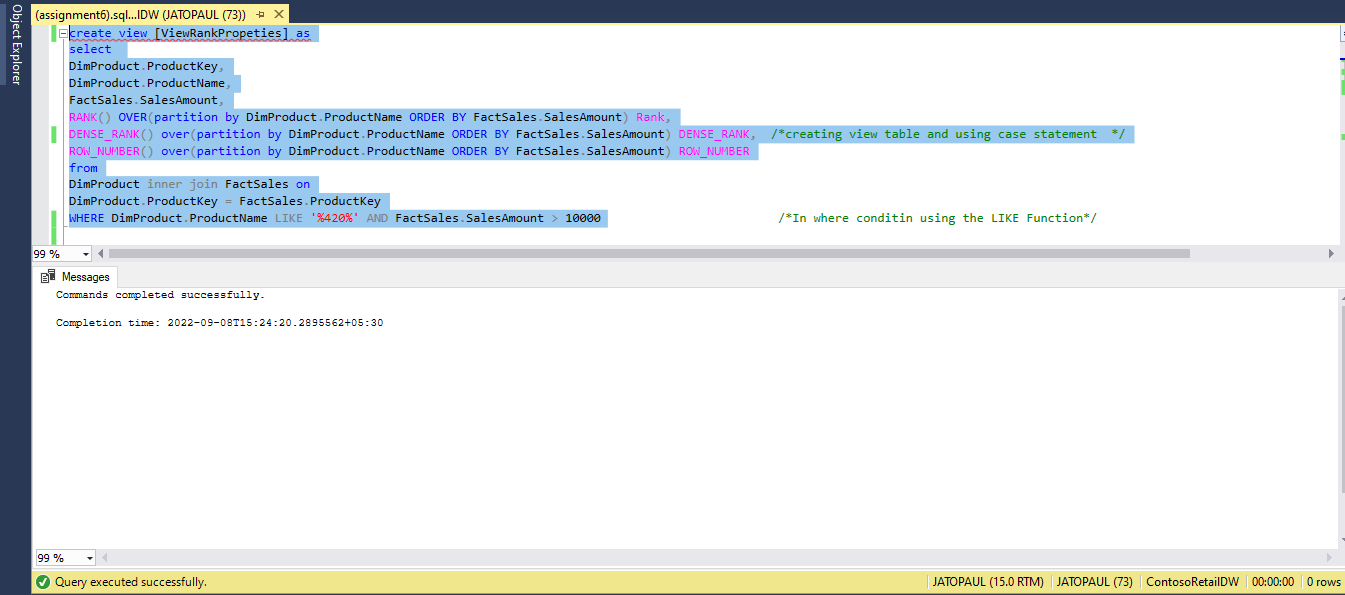 (assignment6).sql...IDW (JATOPAUL (73))
Object Explorer
create view [ViewRankPropeties] as
select
DimProduct.ProductKey,
DimProduct.ProductName,
FactSales.SalesAmount,
RANK() OVER(partition by DimProduct.ProductName ORDER BY FactSales.SalesAmount) Rank,
DENSE_RANK() over(partition by DimProduct.ProductName ORDER BY FactSales.SalesAmount) DENSE_RANK, /*creating view table and using case statement */
ROW_NUMBER() over(partition by DimProduct.ProductName ORDER BY FactSales.SalesAmount) ROW_NUMBER
from
DimProduct inner join FactSales on
DimProduct.ProductKey = FactSales.ProductKey
WHERE DimProduct.ProductName LIKE '%420%' AND FactSales.SalesAmount > 10000 /*In where conditin using the LIKE Function*/
99 %
Messages
Commands completed successfully.
Completion time: 2022-09-08T15:24:20.2895562+05:30
99 %
Query executed successfully. JATOPAUL (15.0 RTM) JATOPAUL (73) ContosoRetailDW 00:00:00 0 rows